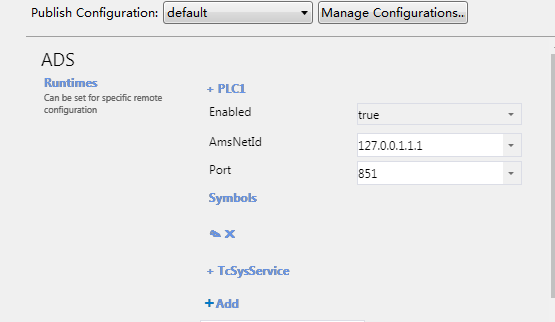 Publish Configuration: default Manage Configurations..
ADS
Runtimes
Can be set for specific remote
configuration
+ PLC1
Enabled true
AmsNetId 127.0.0.1.1.1
Port 851
Symbols
+ TcSysService
+Add